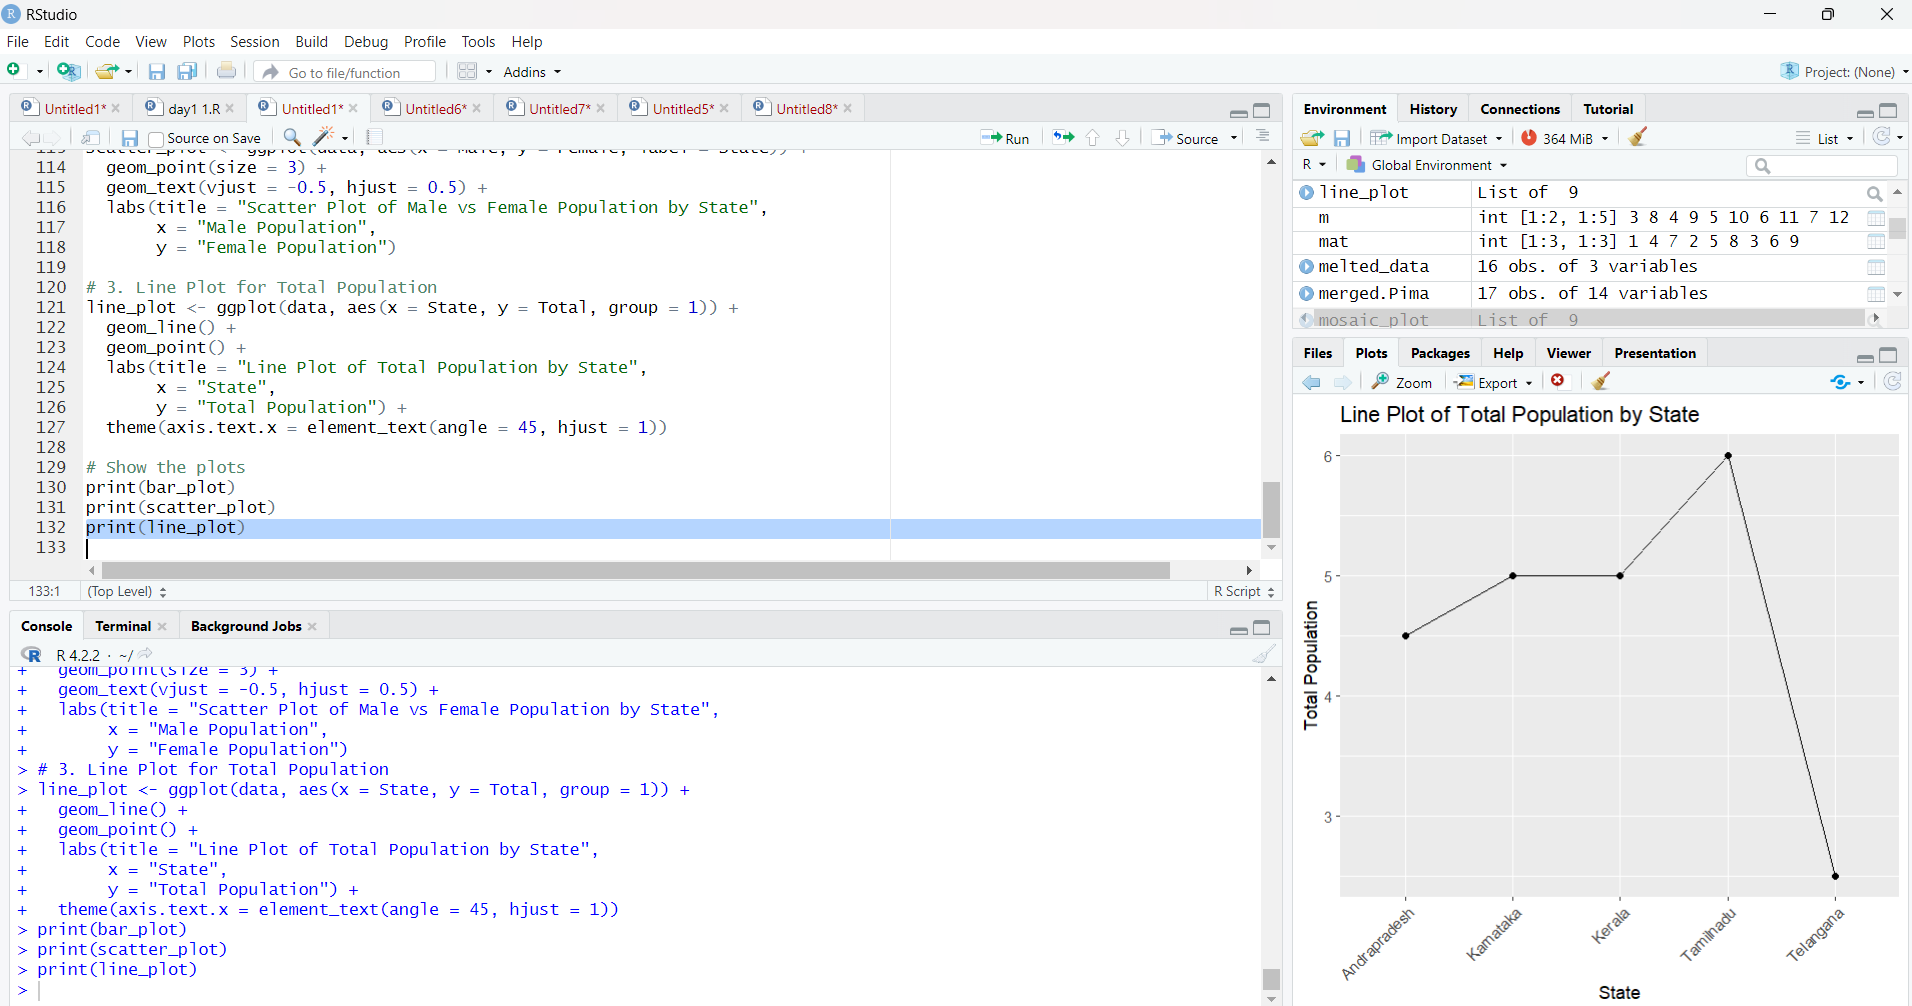 RStudio
File Edit Code View Plots Session Build Debug Profile Tools Help
Go to file/function Addins Project: (None)
Untitled1* day1 1.R Untitled1* Untitled6* Untitled7* Untitled5* Untitled8*
Source on Save Run Source
114 geom_point(size = 3) +
115 geom_text(vjust = -0.5, hjust = 0.5) +
116 labs(title = "Scatter Plot of Male vs Female Population by State",
117 x = "Male Population",
118 y = "Female Population")
119
120 # 3. Line Plot for Total Population
121 line_plot <- ggplot(data, aes(x = State, y = Total, group = 1)) +
122 geom_line() +
123 geom_point() +
124 labs(title = "Line Plot of Total Population by State",
125 x = "State",
126 y = "Total Population") +
127 theme(axis.text.x = element_text(angle = 45, hjust = 1))
128
129 # Show the plots
130 print(bar_plot)
131 print(scatter_plot)
132 print(line_plot)
133
133:1 (Top Level) R Script
Console Terminal Background Jobs
R 4.2.2 · ~/
+ geom_point(size = 3) +
+ geom_text(vjust = -0.5, hjust = 0.5) +
+ labs(title = "Scatter Plot of Male vs Female Population by State",
+ x = "Male Population",
+ y = "Female Population")
> # 3. Line Plot for Total Population
> line_plot <- ggplot(data, aes(x = State, y = Total, group = 1)) +
+ geom_line() +
+ geom_point() +
+ labs(title = "Line Plot of Total Population by State",
+ x = "State",
+ y = "Total Population") +
+ theme(axis.text.x = element_text(angle = 45, hjust = 1))
> print(bar_plot)
> print(scatter_plot)
> print(line_plot)
>
Environment History Connections Tutorial
Import Dataset 364 MiB List
R Global Environment
line_plot List of 9
m int [1:2, 1:5] 3 8 4 9 5 10 6 11 7 12
mat int [1:3, 1:3] 1 4 7 2 5 8 3 6 9
melted_data 16 obs. of 3 variables
merged.Pima 17 obs. of 14 variables
mosaic_plot List of 9
Files Plots Packages Help Viewer Presentation
Zoom Export
Line Plot of Total Population by State
6
5
4
3
Total Population
Andrapradesh Karnataka Kerala Tamilnadu Telangana
State